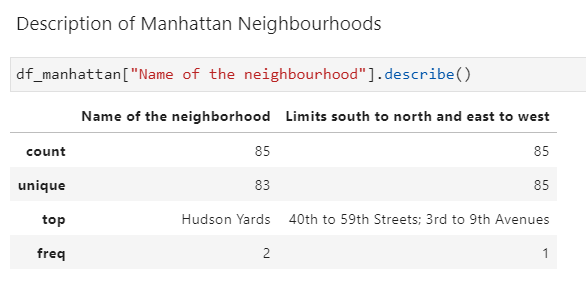 Description of Manhattan Neighbourhoods
df_manhattan["Name of the neighbourhood"].describe()
Name of the neighborhood Limits south to north and east to west
count 85 85
unique 83 85
top Hudson Yards 40th to 59th Streets; 3rd to 9th Avenues
freq 2 1